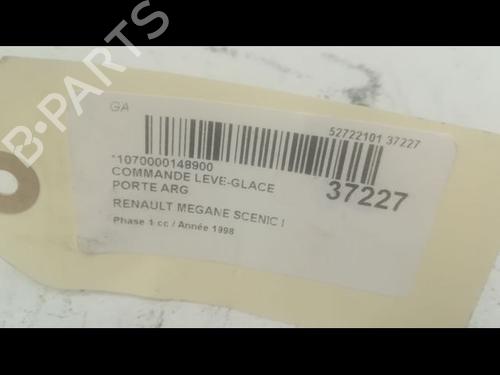 GA
52722101 37227
*1070000148900
COMMANDE LEVE-GLACE
PORTE ARG
37227
RENAULT MEGANE SCENIC I
Phase 1 cc / Année 1998
B-PARTS